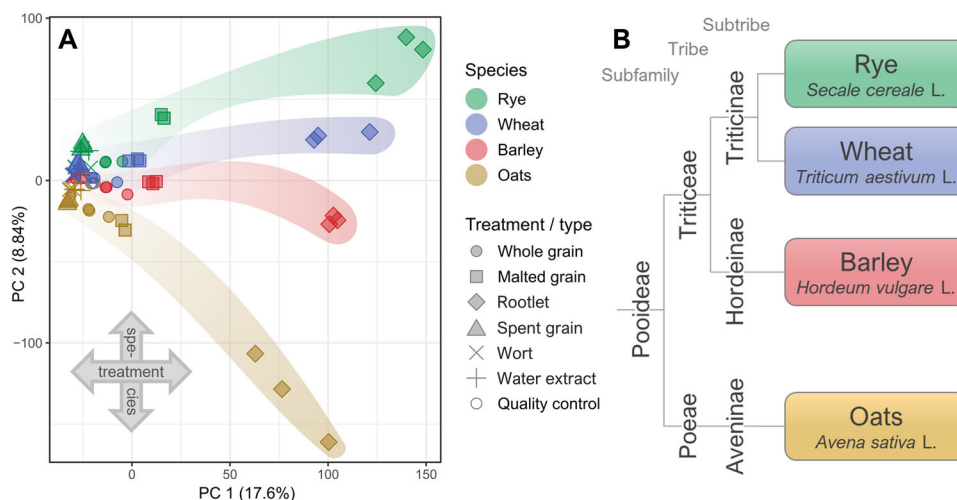 A
100
0
−100
0
50
100
150
PC 1 (17.6%)
PC 2 (8.84%)
spe-
treatment
cies
Species
Rye
Wheat
Barley
Oats
Treatment / type
Whole grain
Malted grain
Rootlet
Spent grain
Wort
Water extract
Quality control
B
Subtribe
Tribe
Subfamily
Pooideae
Triticeae
Poeae
Triticinae
Hordeinae
Aveninae
Rye
Secale cereale L.
Wheat
Triticum aestivum L.
Barley
Hordeum vulgare L.
Oats
Avena sativa L.